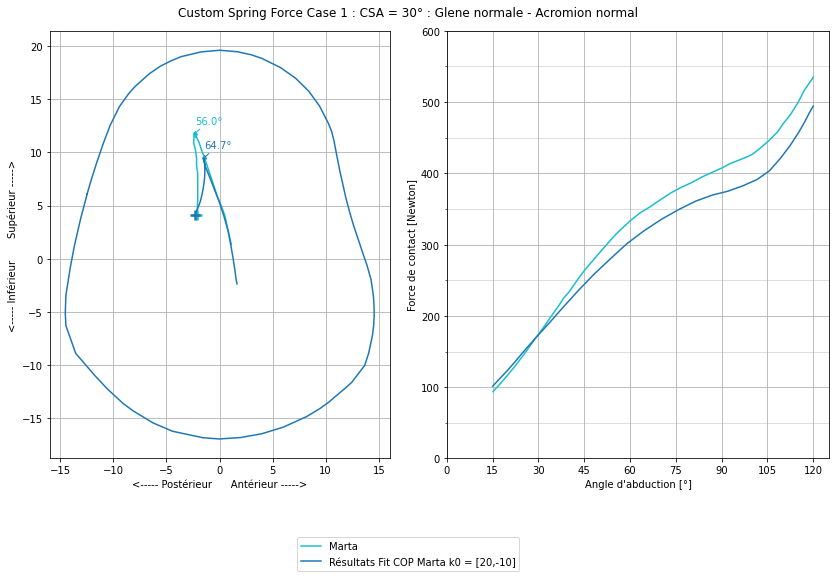 Custom Spring Force Case 1 : CSA = 30° : Glene normale - Acromion normal
20
15
10
5
0
−5
−10
−15
<----- Inférieur      Supérieur ----->
56.0°
64.7°
−15 −10 −5 0 5 10 15
<----- Postérieur      Antérieur ----->
600
500
400
300
200
100
0
Force de contact [Newton]
0 15 30 45 60 75 90 105 120
Angle d'abduction [°]
Marta
Résultats Fit COP Marta k0 = [20,-10]